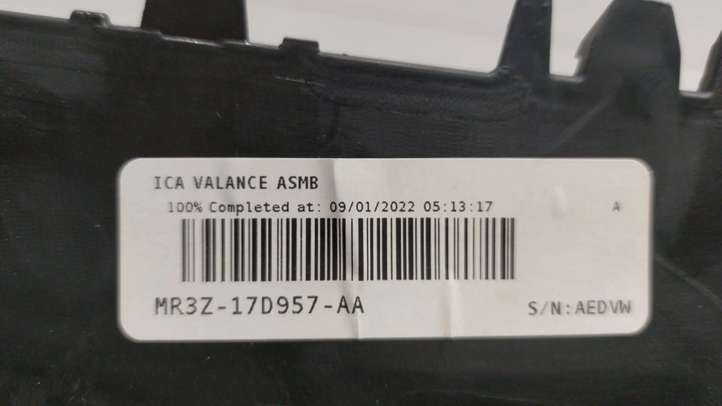 ICA VALANCE ASMB
100% Completed at: 09/01/2022 05:13:17 A
MR3Z-17D957-AA S/N:AEDVW